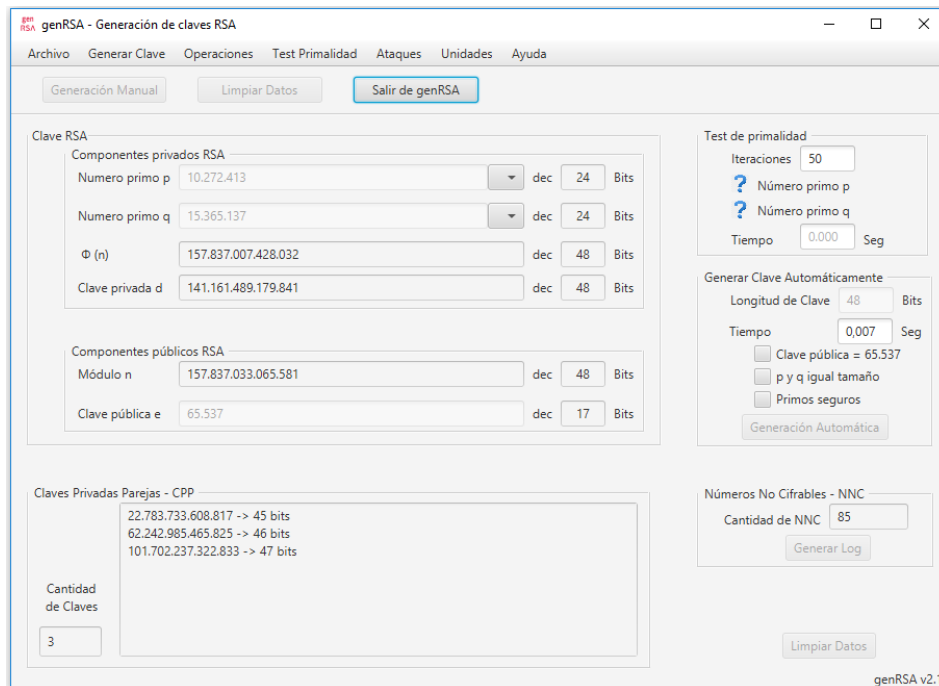 gen
RSA genRSA - Generación de claves RSA
Archivo Generar Clave Operaciones Test Primalidad Ataques Unidades Ayuda
Generación Manual Limpiar Datos Salir de genRSA
Clave RSA
Componentes privados RSA
Numero primo p 10.272.413 dec 24 Bits
Numero primo q 15.365.137 dec 24 Bits
Φ (n) 157.837.007.428.032 dec 48 Bits
Clave privada d 141.161.489.179.841 dec 48 Bits
Componentes públicos RSA
Módulo n 157.837.033.065.581 dec 48 Bits
Clave pública e 65.537 dec 17 Bits
Test de primalidad
Iteraciones 50
? Número primo p
? Número primo q
Tiempo 0.000 Seg
Generar Clave Automáticamente
Longitud de Clave 48 Bits
Tiempo 0,007 Seg
Clave pública = 65.537
p y q igual tamaño
Primos seguros
Generación Automática
Claves Privadas Parejas - CPP
22.783.733.608.817 -> 45 bits
62.242.985.465.825 -> 46 bits
101.702.237.322.833 -> 47 bits
Cantidad
de Claves
3
Números No Cifrables - NNC
Cantidad de NNC 85
Generar Log
Limpiar Datos
genRSA v2.1